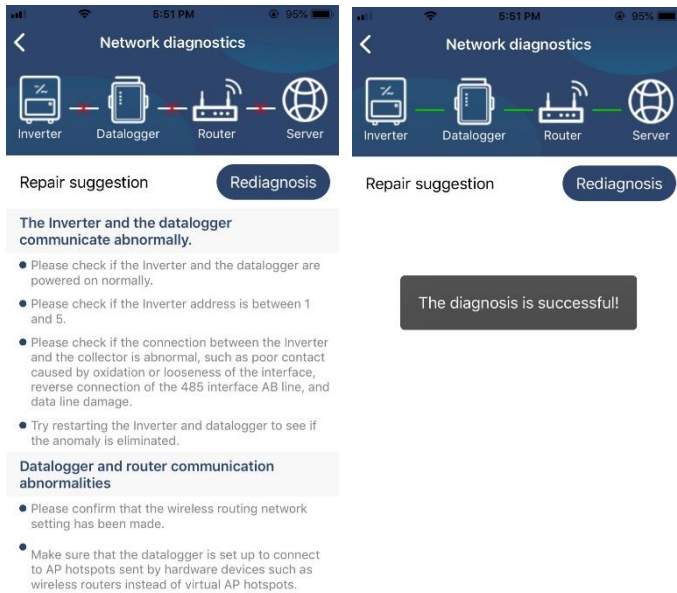 5:51 PM
95%
Network diagnostics
Inverter Datalogger Router Server
Repair suggestion Rediagnosis
The Inverter and the datalogger
communicate abnormally.
Please check if the Inverter and the datalogger are
powered on normally.
Please check if the Inverter address is between 1
and 5.
Please check if the connection between the Inverter
and the collector is abnormal, such as poor contact
caused by oxidation or looseness of the interface,
reverse connection of the 485 interface AB line, and
data line damage.
Try restarting the Inverter and datalogger to see if
the anomaly is eliminated.
Datalogger and router communication
abnormalities
Please confirm that the wireless routing network
setting has been made.
Make sure that the datalogger is set up to connect
to AP hotspots sent by hardware devices such as
wireless routers instead of virtual AP hotspots.
5:51 PM
95%
Network diagnostics
Inverter Datalogger Router Server
Repair suggestion Rediagnosis
The diagnosis is successful!